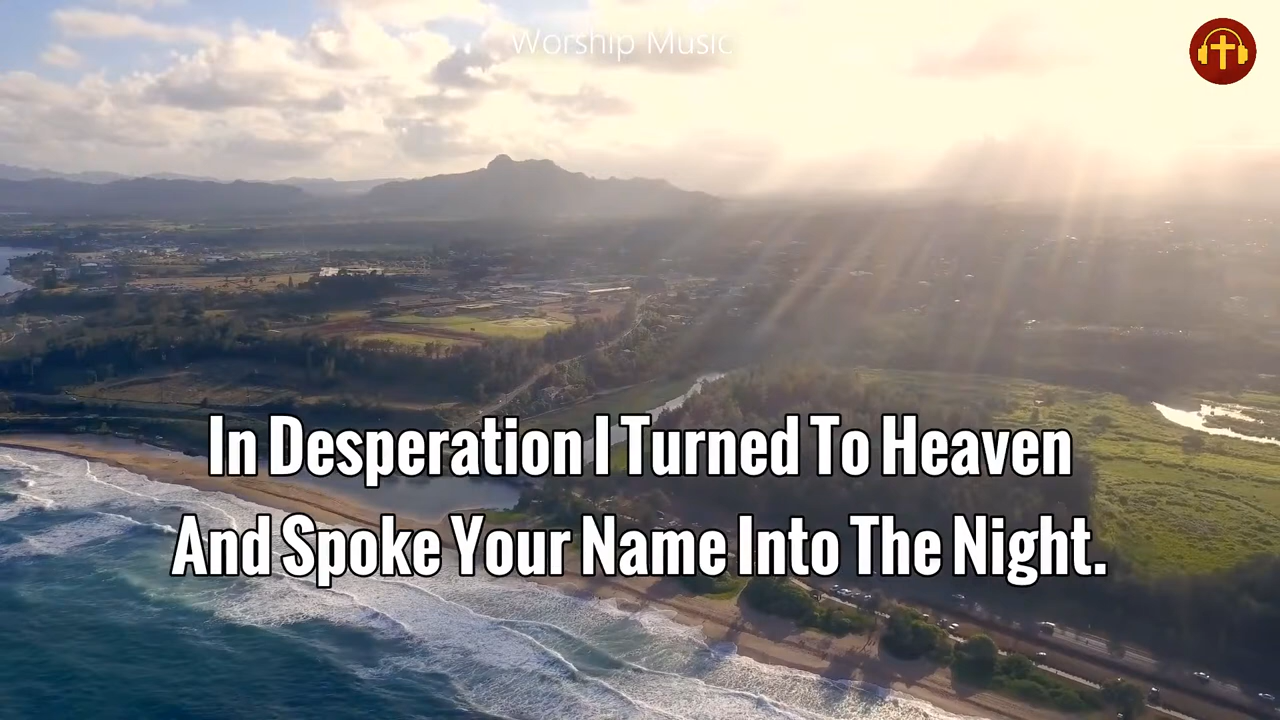 Worship Music
In Desperation I Turned To Heaven
And Spoke Your Name Into The Night.